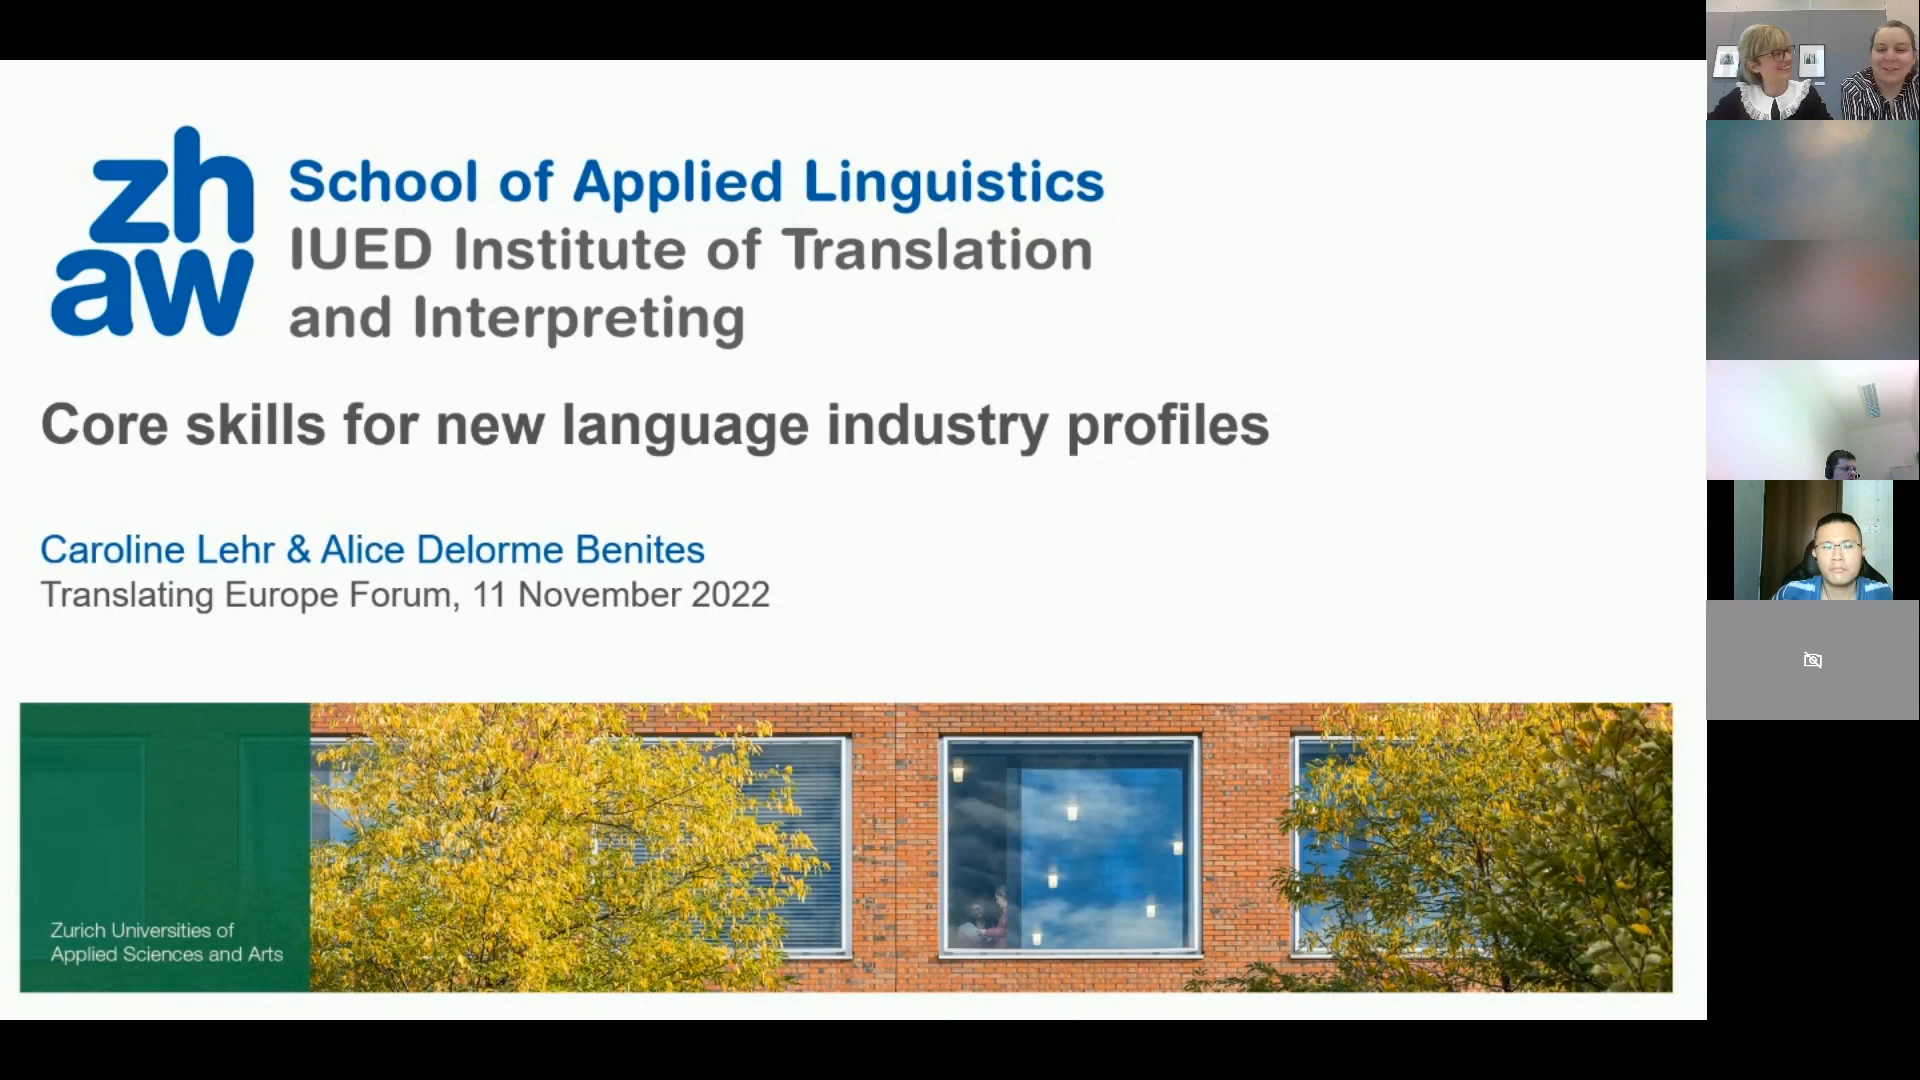 zh
aw
School of Applied Linguistics
IUED Institute of Translation
and Interpreting
Core skills for new language industry profiles
Caroline Lehr & Alice Delorme Benites
Translating Europe Forum, 11 November 2022
Zurich Universities of
Applied Sciences and Arts